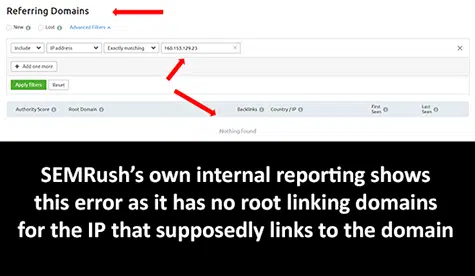 Referring Domains
New Lost Advanced Filters
Include IP address Exactly matching 160.153.129.23 ×
+ Add one more
Apply filters Reset
Authority Score Root Domain Backlinks Country / IP First Seen Last Seen
Nothing found
SEMRush's own internal reporting shows
this error as it has no root linking domains
for the IP that supposedly links to the domain